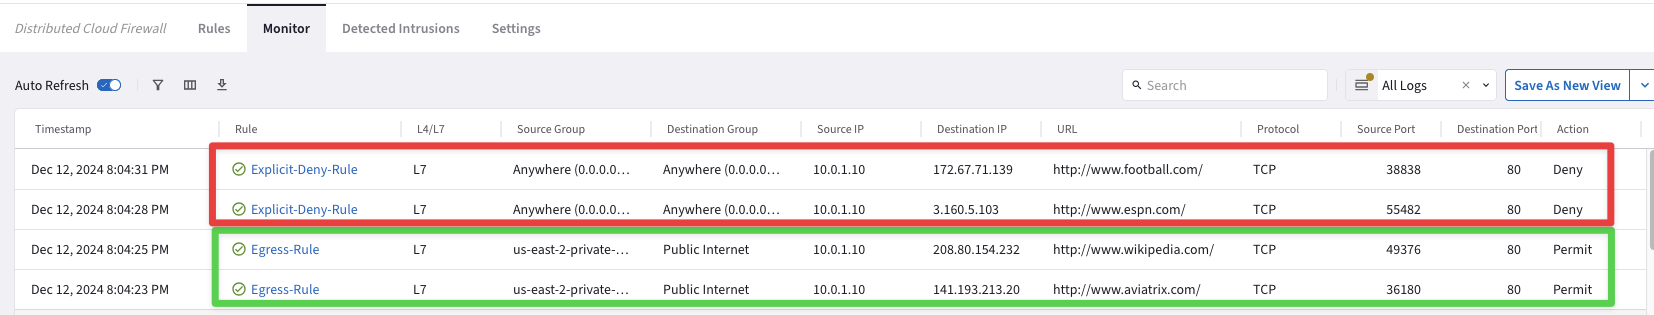 Distributed Cloud Firewall Rules Monitor Detected Intrusions Settings
Auto Refresh Search All Logs Save As New View
Timestamp Rule L4/L7 Source Group Destination Group Source IP Destination IP URL Protocol Source Port Destination Port Action
Dec 12, 2024 8:04:31 PM Explicit-Deny-Rule L7 Anywhere (0.0.0.0... Anywhere (0.0.0.0... 10.0.1.10 172.67.71.139 http://www.football.com/ TCP 38838 80 Deny
Dec 12, 2024 8:04:28 PM Explicit-Deny-Rule L7 Anywhere (0.0.0.0... Anywhere (0.0.0.0... 10.0.1.10 3.160.5.103 http://www.espn.com/ TCP 55482 80 Deny
Dec 12, 2024 8:04:25 PM Egress-Rule L7 us-east-2-private-... Public Internet 10.0.1.10 208.80.154.232 http://www.wikipedia.com/ TCP 49376 80 Permit
Dec 12, 2024 8:04:23 PM Egress-Rule L7 us-east-2-private-... Public Internet 10.0.1.10 141.193.213.20 http://www.aviatrix.com/ TCP 36180 80 Permit